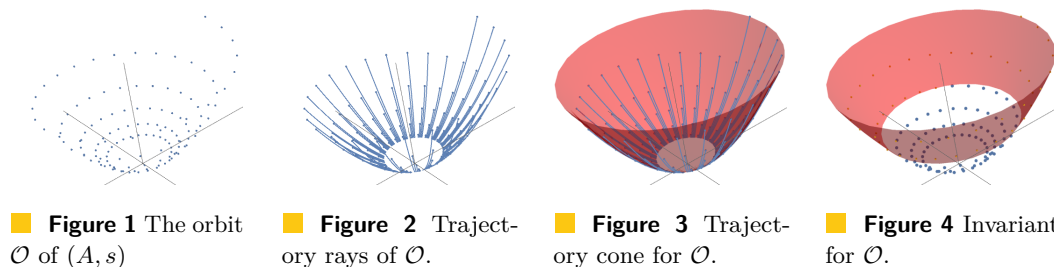 Figure 1 The orbit
O of (A, s)
Figure 2 Traject-
ory rays of O.
Figure 3 Traject-
ory cone for O.
Figure 4 Invariant
for O.